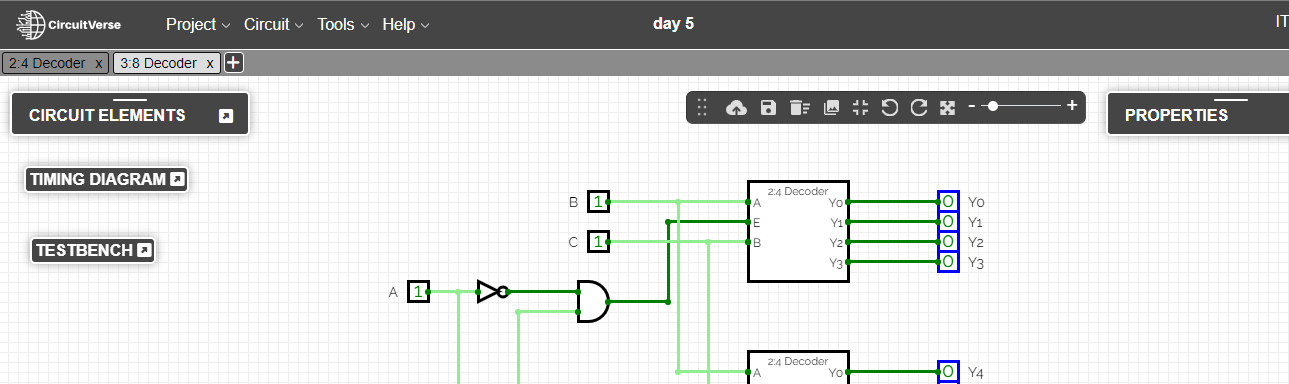 CircuitVerse Project Circuit Tools Help day 5 IT
2:4 Decoder x 3:8 Decoder x +
CIRCUIT ELEMENTS
- +
PROPERTIES
TIMING DIAGRAM
TESTBENCH
2:4 Decoder
B 1 A Y0 0 Y0
E Y1 0 Y1
C 1 B Y2 0 Y2
Y3 0 Y3
A 1
2:4 Decoder
A Y0 0 Y4